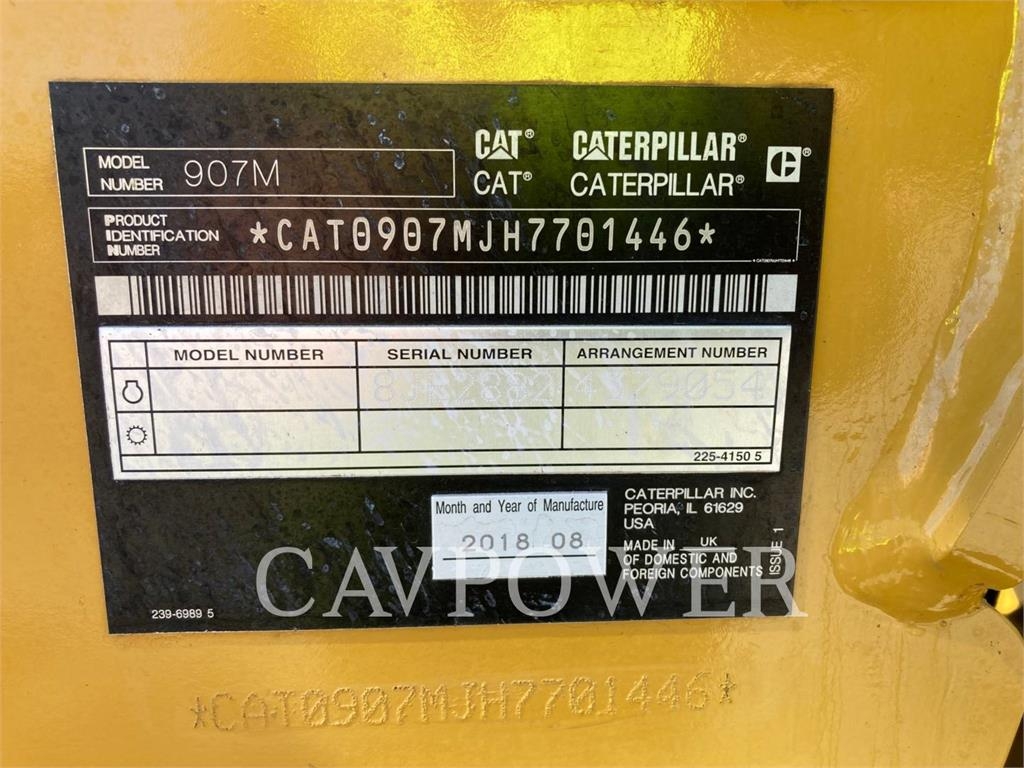 CAT® CATERPILLAR®
CAT® CATERPILLAR®
MODEL NUMBER 907M
PRODUCT IDENTIFICATION NUMBER *CAT0907MJH7701446*
MODEL NUMBER SERIAL NUMBER ARRANGEMENT NUMBER
225-4150 5
Month and Year of Manufacture
2018 08
CATERPILLAR INC.
PEORIA, IL 61629
USA
MADE IN UK
OF DOMESTIC AND
FOREIGN COMPONENTS
ISSUE 1
239-6989 5
CAVPOWER
*CAT0907MJH7701446*